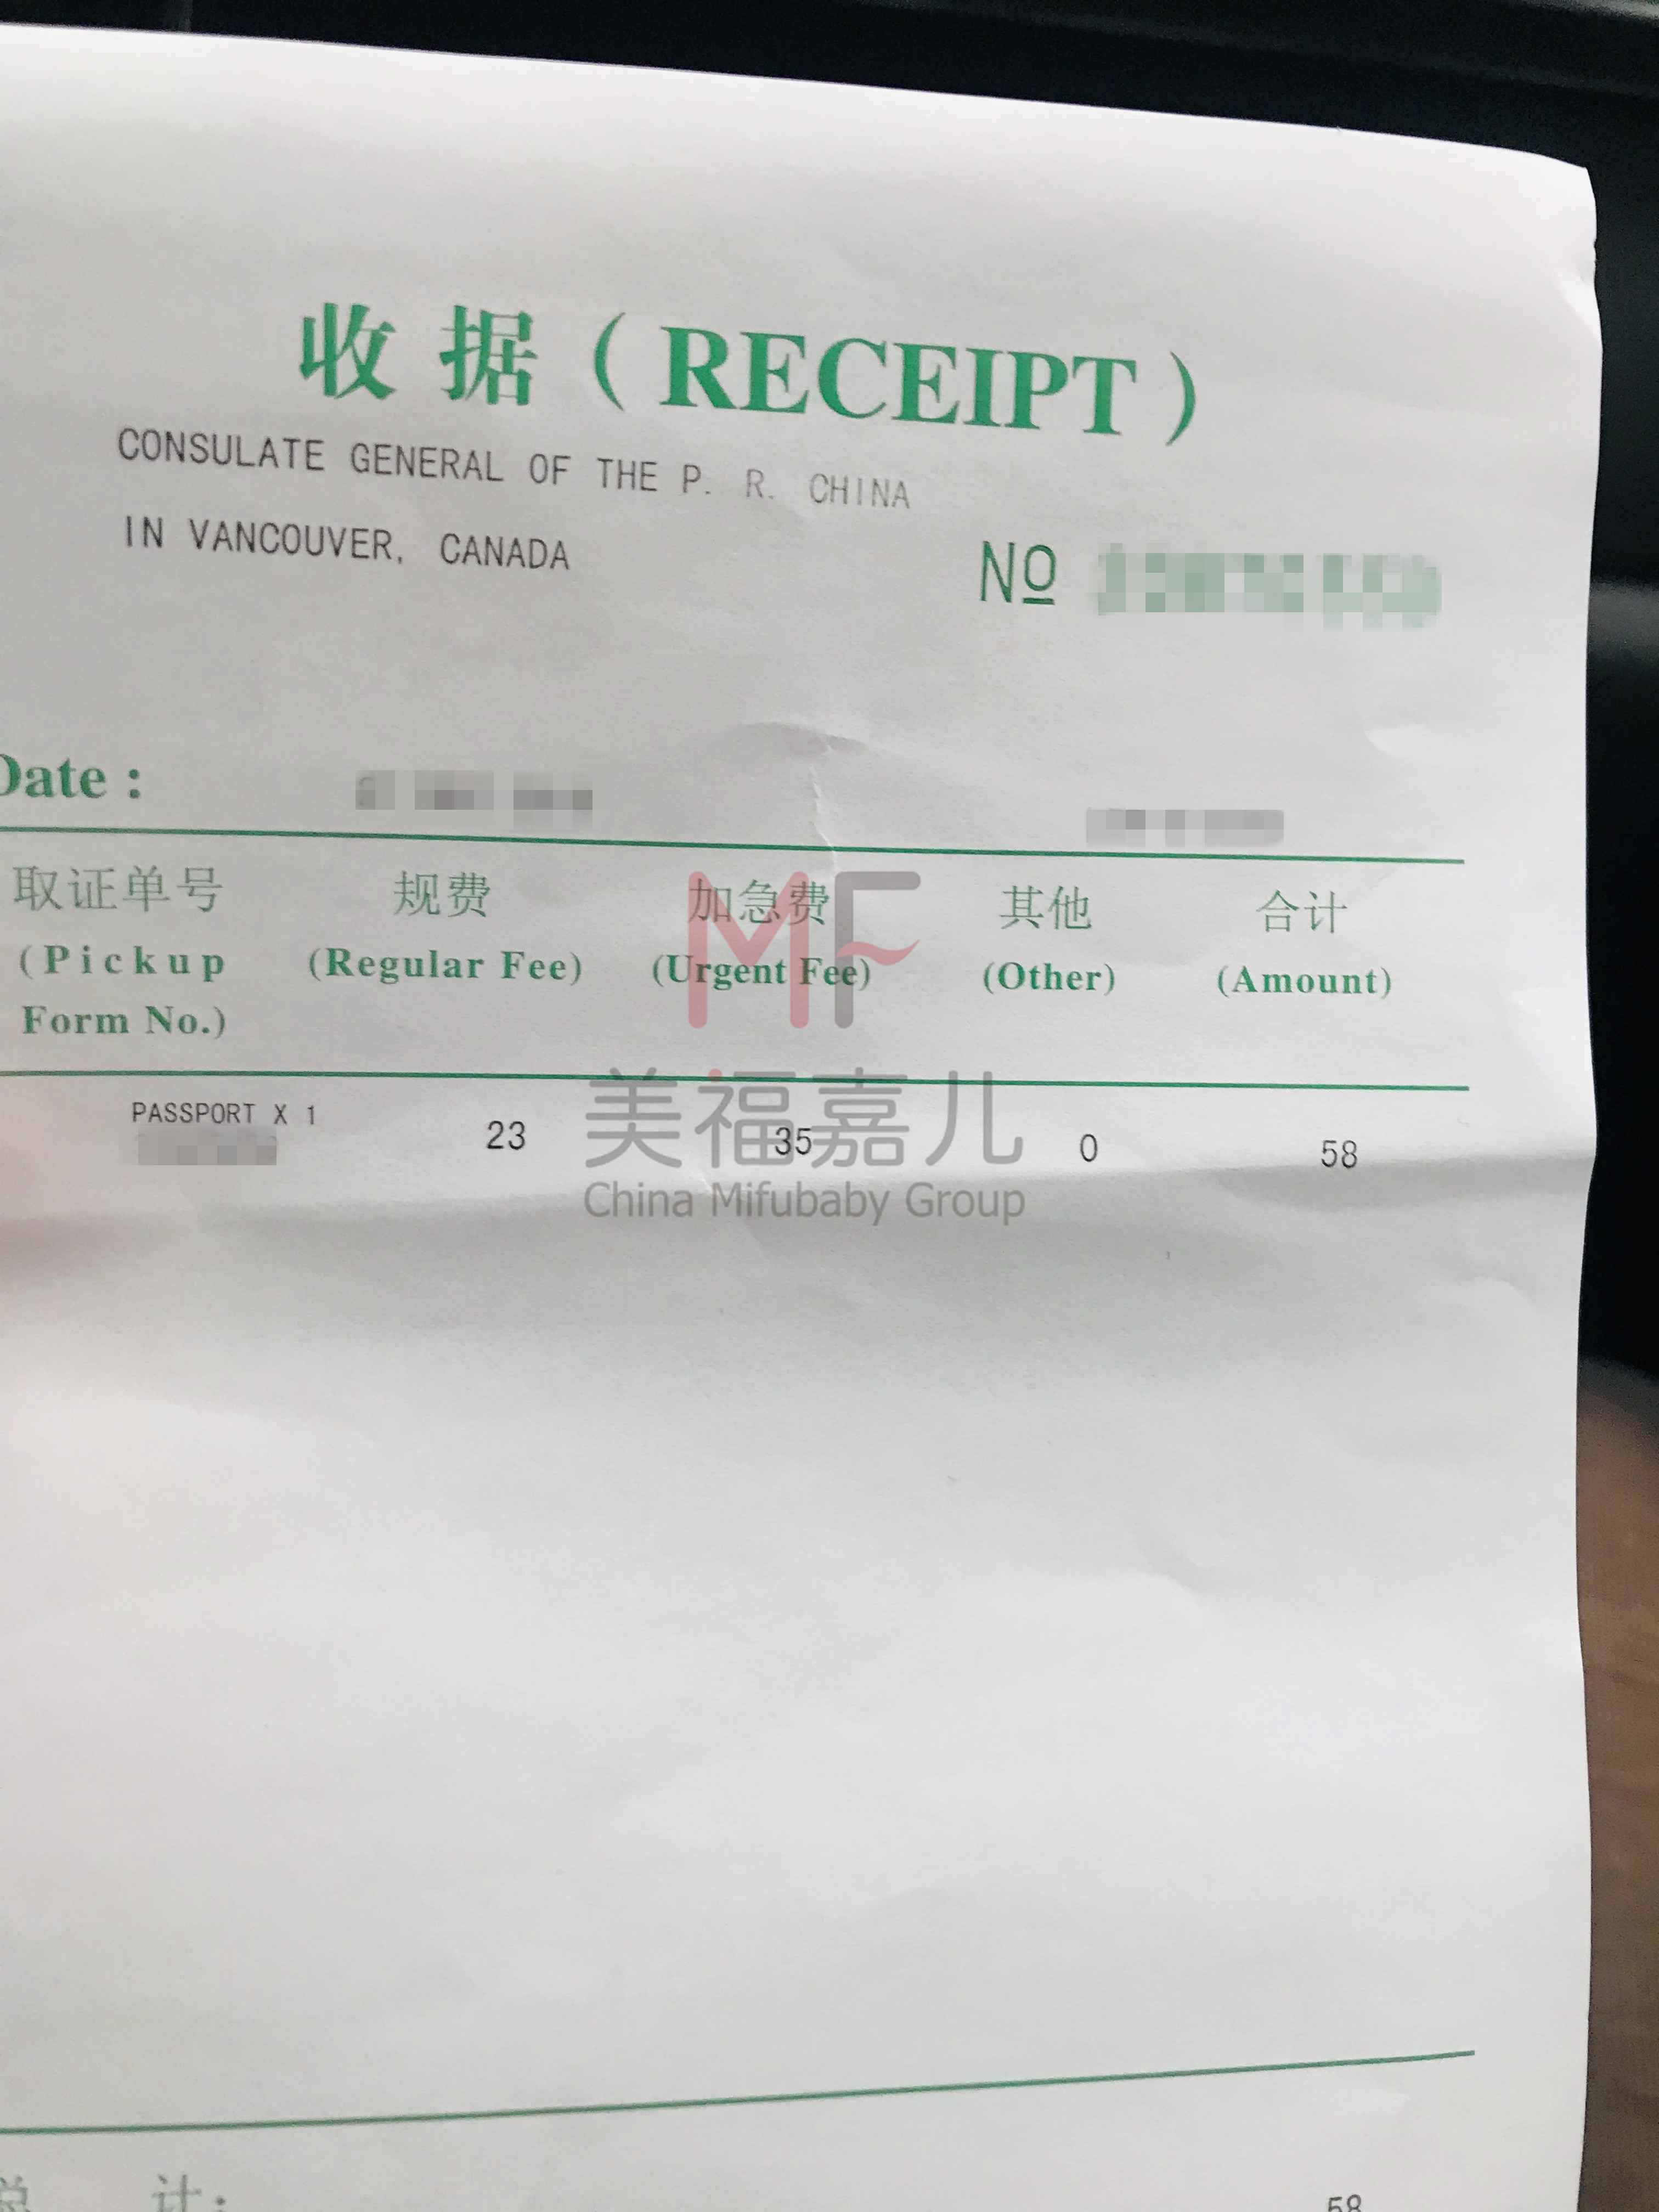 收据（RECEIPT）
CONSULATE GENERAL OF THE P. R. CHINA
IN VANCOUVER, CANADA
№
Date：
取证单号 规费 加急费 其他 合计
(Pickup (Regular Fee) (Urgent Fee) (Other) (Amount)
Form No.)
PASSPORT X 1 23 35 0 58
MF
美福嘉儿
China Mifubaby Group
总 计： 58